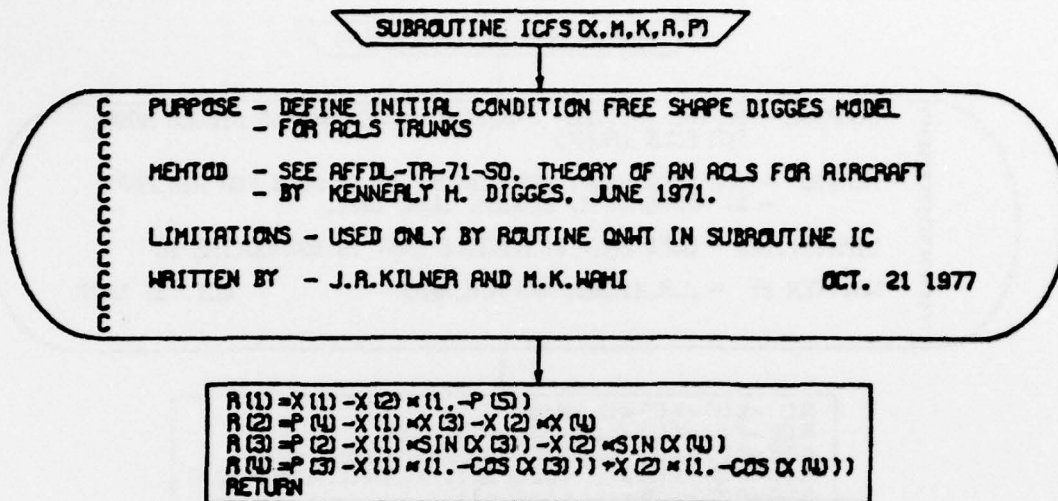 SUBROUTINE ICFS(X,M,K,R,P)
C PURPOSE - DEFINE INITIAL CONDITION FREE SHAPE DIGGES MODEL
C - FOR ACLS TRUNKS
C
C MEHTOD - SEE AFFDL-TR-71-50. THEORY OF AN ACLS FOR AIRCRAFT
C - BY KENNERLY H. DIGGES, JUNE 1971.
C
C LIMITATIONS - USED ONLY BY ROUTINE QNWT IN SUBROUTINE IC
C
C WRITTEN BY - J.R.KILNER AND M.K.WAHI OCT. 21 1977
C
C
R(1)=X(1)-X(2)*(1.-P(5))
R(2)=P(4)-X(1)*X(3)-X(2)*X(4)
R(3)=P(2)-X(1)*SIN(X(3))-X(2)*SIN(X(4))
R(4)=P(3)-X(1)*(1.-COS(X(3)))+X(2)*(1.-COS(X(4)))
RETURN